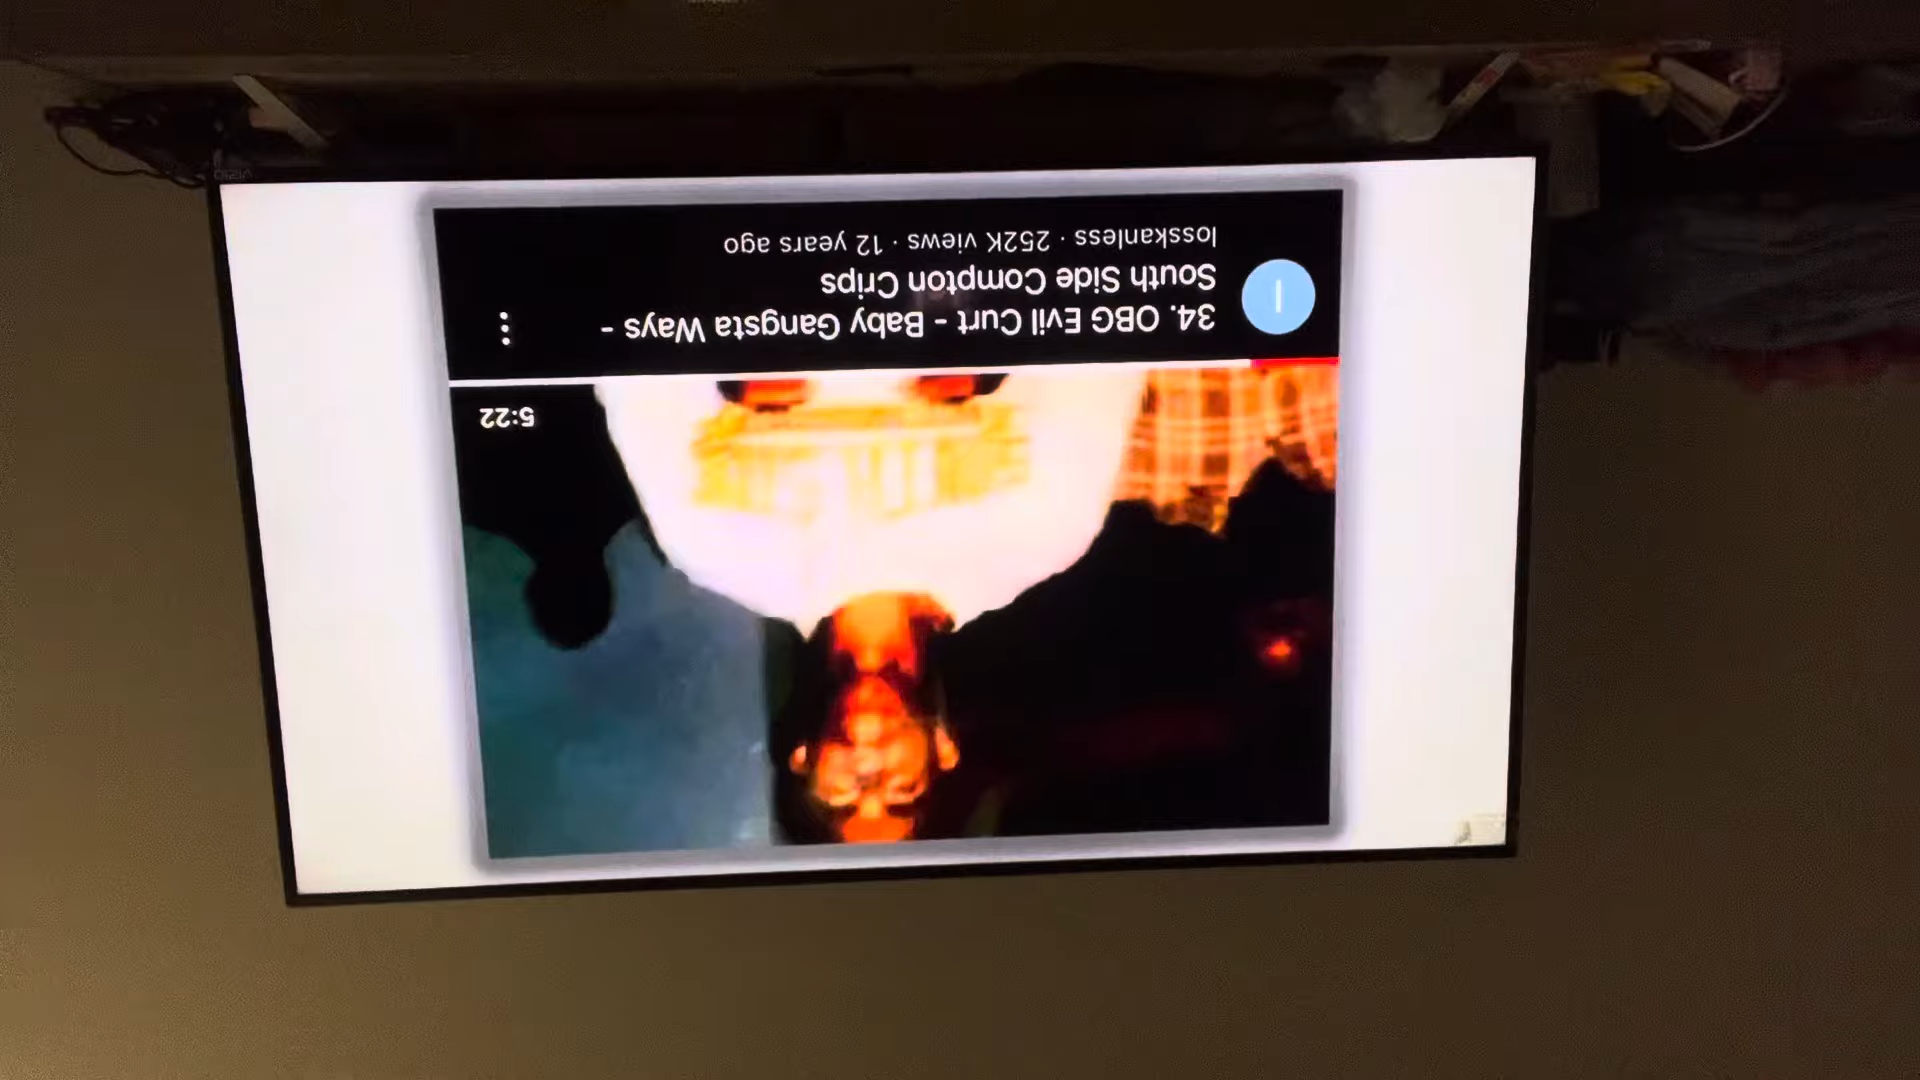 5:22
34. OBG Evil Curt - Baby Gangsta Ways -
South Side Compton Crips
losskanless · 252K views · 12 years ago
l
VIZIO